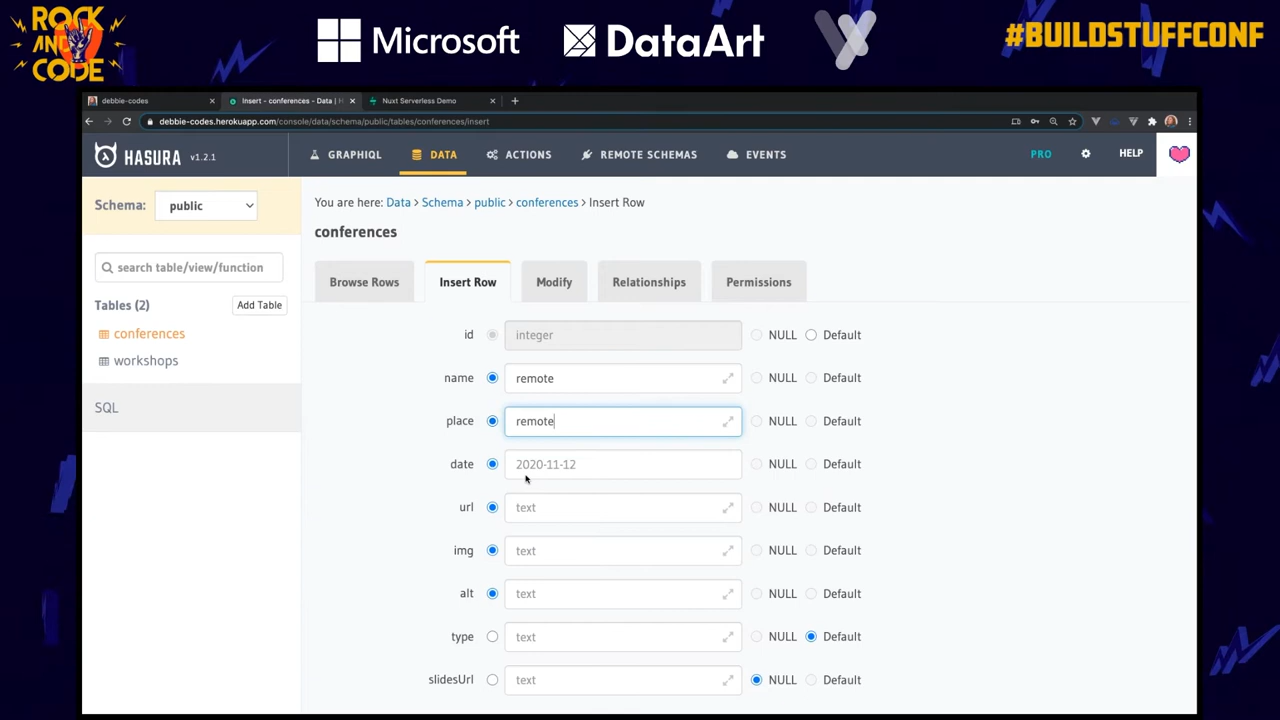 ROCK
AND
CODE
Microsoft
DataArt
#BUILDSTUFFCONF
debbie-codes
Insert - conferences - Data | H
Nuxt Serverless Demo
debbie-codes.herokuapp.com/console/data/schema/public/tables/conferences/insert
HASURA v1.2.1
GRAPHIQL
DATA
ACTIONS
REMOTE SCHEMAS
EVENTS
PRO
HELP
Schema: public
You are here: Data > Schema > public > conferences > Insert Row
conferences
search table/view/function
Browse Rows
Insert Row
Modify
Relationships
Permissions
Tables (2)
Add Table
conferences
workshops
SQL
id integer NULL Default
name remote NULL Default
place remote NULL Default
date 2020-11-12 NULL Default
url text NULL Default
img text NULL Default
alt text NULL Default
type text NULL Default
slidesUrl text NULL Default